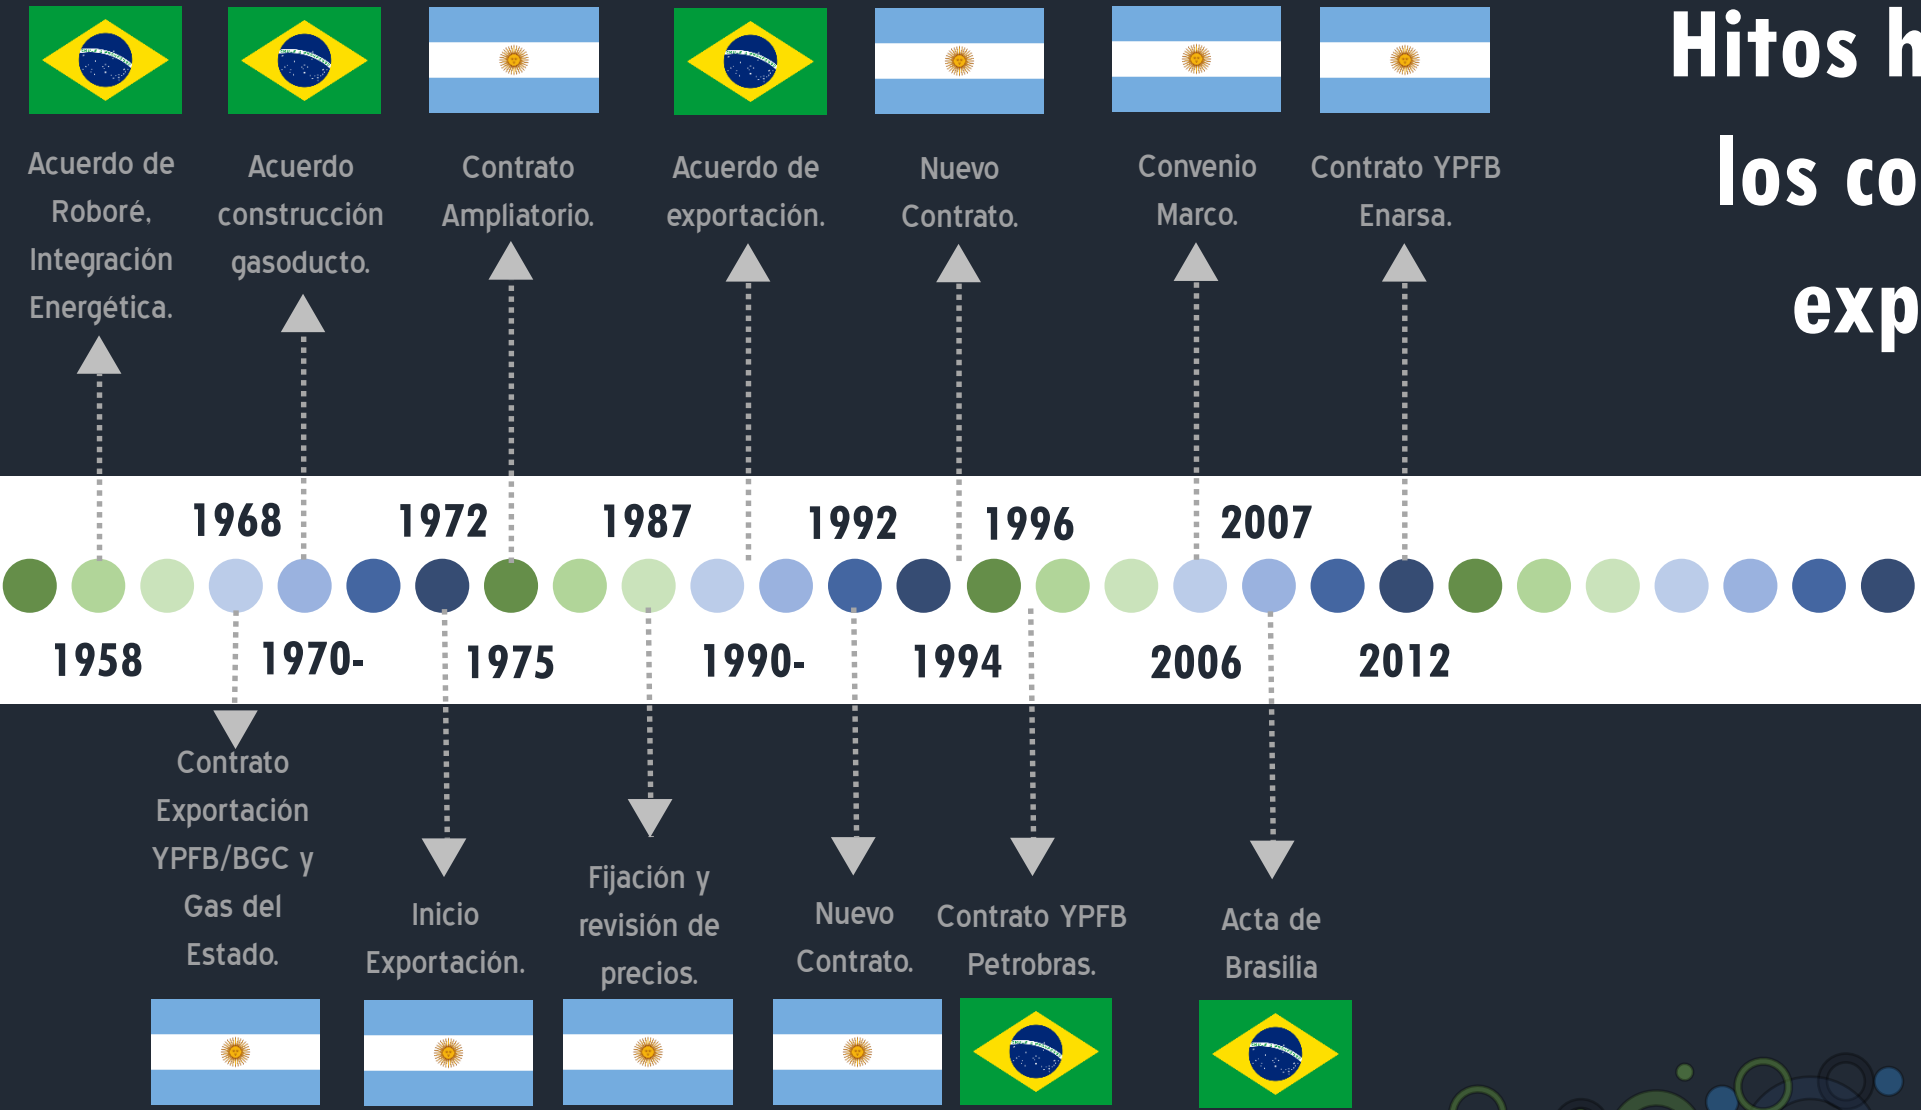 Hitos h
los co
exp
Acuerdo de
Roboré,
Integración
Energética.
Acuerdo
construcción
gasoducto.
Contrato
Ampliatorio.
Acuerdo de
exportación.
Nuevo
Contrato.
Convenio
Marco.
Contrato YPFB
Enarsa.
1968
1972
1987
1992
1996
2007
1958
1970-
1975
1990-
1994
2006
2012
Contrato
Exportación
YPFB/BGC y
Gas del
Estado.
Inicio
Exportación.
Fijación y
revisión de
precios.
Nuevo
Contrato.
Contrato YPFB
Petrobras.
Acta de
Brasilia